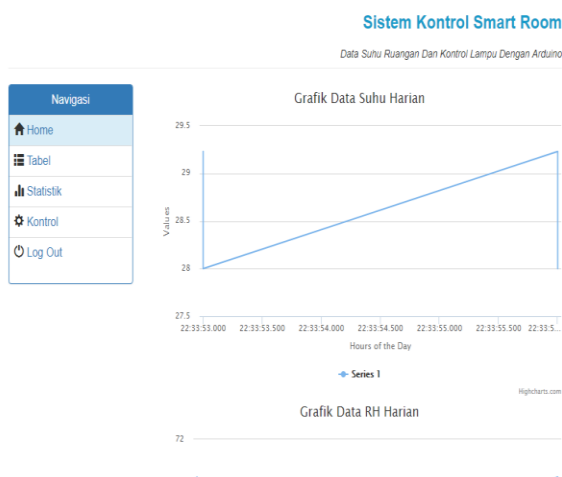 Sistem Kontrol Smart Room
Data Suhu Ruangan Dan Kontrol Lampu Dengan Arduino
Navigasi
Home
Tabel
Statistik
Kontrol
Log Out
Grafik Data Suhu Harian
29.5
29
28.5
28
27.5
Values
22:33:53.000 22:33:53.500 22:33:54.000 22:33:54.500 22:33:55.000 22:33:55.500 22:33:5...
Hours of the Day
Series 1
Highcharts.com
Grafik Data RH Harian
72